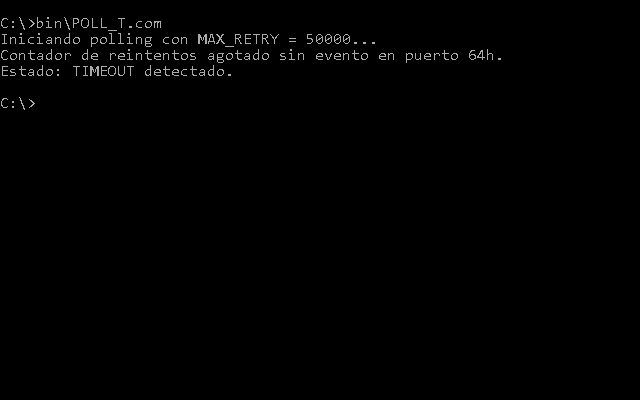 C:\>bin\POLL_T.com
Iniciando polling con MAX_RETRY = 50000...
Contador de reintentos agotado sin evento en puerto 64h.
Estado: TIMEOUT detectado.
C:\>